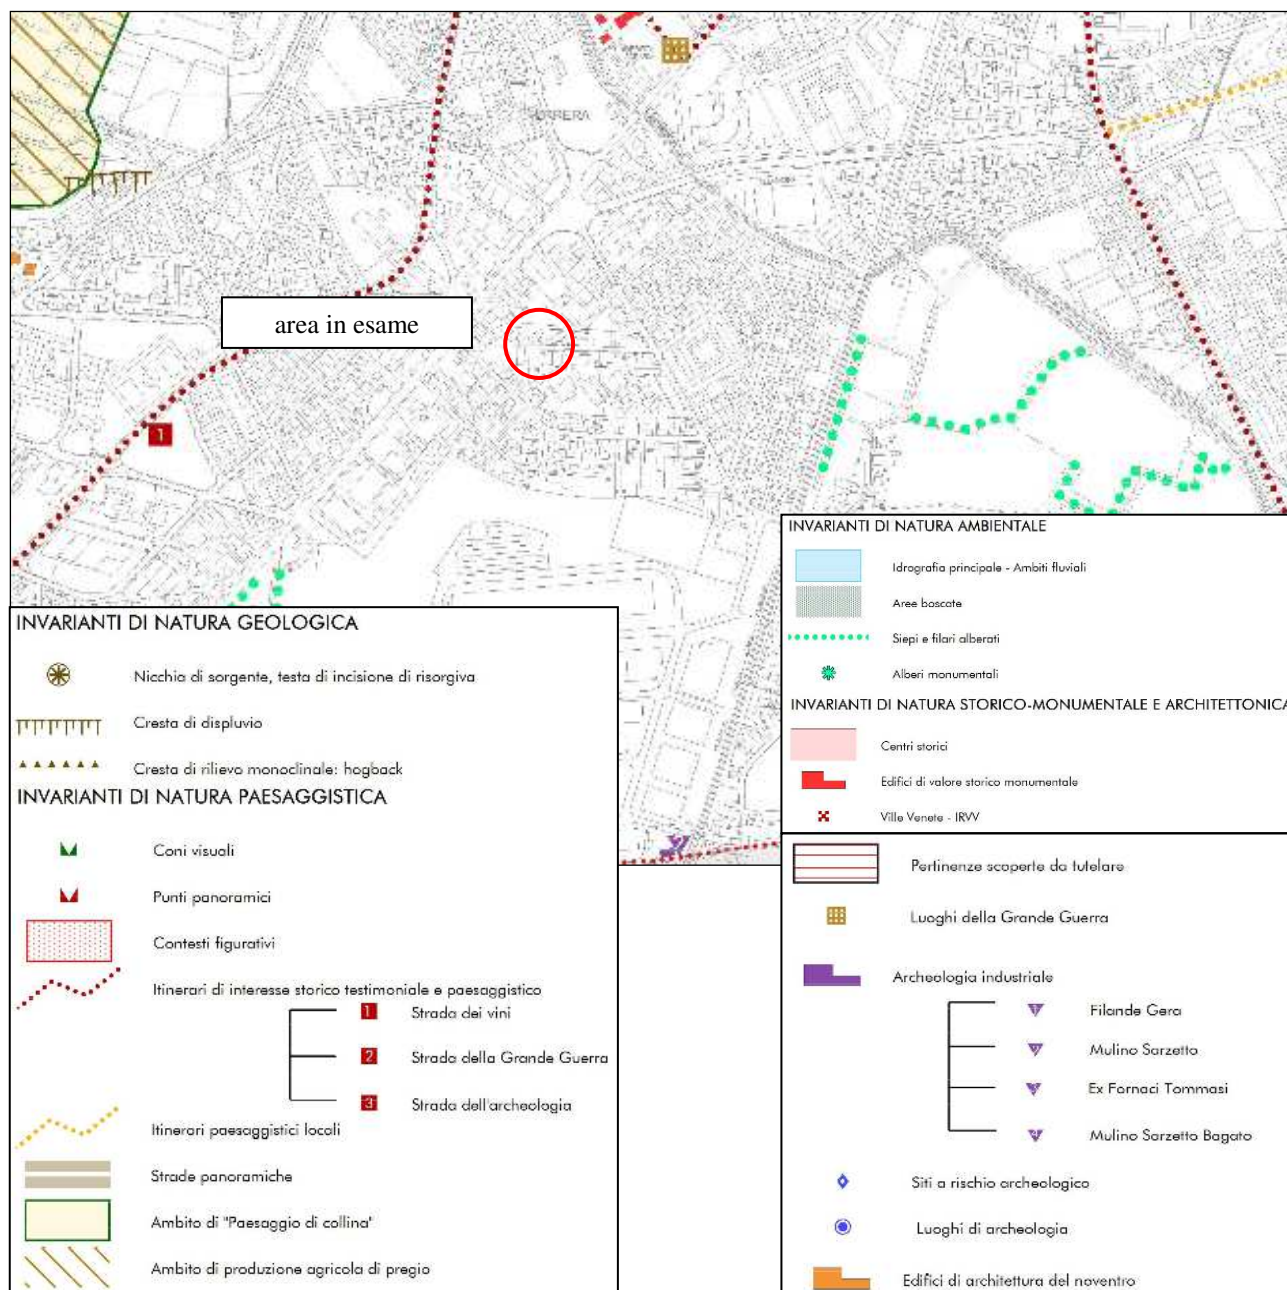 area in esame
1
INVARIANTI DI NATURA GEOLOGICA
Nicchia di sorgente, testa di incisione di risorgiva
Cresta di displuvio
Cresta di rilievo monoclinale: hogback
INVARIANTI DI NATURA PAESAGGISTICA
Coni visuali
Punti panoramici
Contesti figurativi
Itinerari di interesse storico testimoniale e paesaggistico
1 Strada dei vini
2 Strada della Grande Guerra
3 Strada dell'archeologia
Itinerari paesaggistici locali
Strade panoramiche
Ambito di "Paesaggio di collina"
Ambito di produzione agricola di pregio
INVARIANTI DI NATURA AMBIENTALE
Idrografia principale - Ambiti fluviali
Aree boscate
Siepi e filari alberati
Alberi monumentali
INVARIANTI DI NATURA STORICO-MONUMENTALE E ARCHITETTONICA
Centri storici
Edifici di valore storico monumentale
Ville Venete - IRVV
Pertinenze scoperte da tutelare
Luoghi della Grande Guerra
Archeologia industriale
1 Filande Gera
2 Mulino Sarzetto
3 Ex Fornaci Tommasi
4 Mulino Sarzetto Bagato
Siti a rischio archeologico
Luoghi di archeologia
Edifici di architettura del noventro